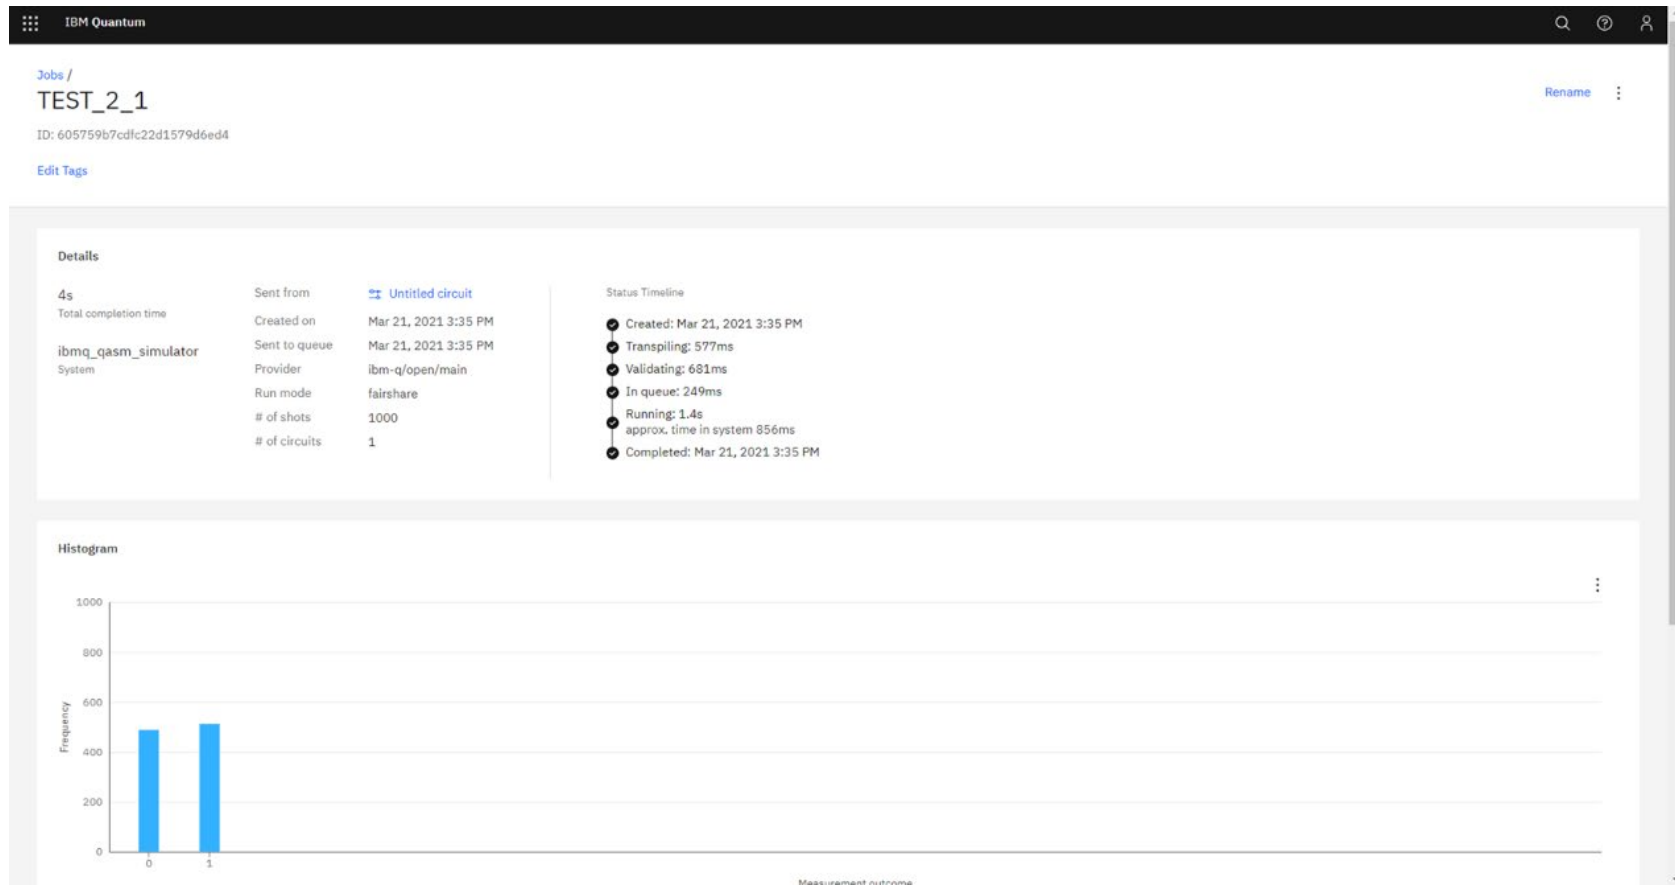 IBM Quantum
Jobs /
TEST_2_1
Rename
ID: 605759b7cdfc22d1579d6ed4
Edit Tags
Details
4s
Total completion time
ibmq_qasm_simulator
System
Sent from Untitled circuit
Created on Mar 21, 2021 3:35 PM
Sent to queue Mar 21, 2021 3:35 PM
Provider ibm-q/open/main
Run mode fairshare
# of shots 1000
# of circuits 1
Status Timeline
Created: Mar 21, 2021 3:35 PM
Transpiling: 577ms
Validating: 681ms
In queue: 249ms
Running: 1.4s
approx. time in system 856ms
Completed: Mar 21, 2021 3:35 PM
Histogram
1000
800
600
400
200
0
Frequency
0 1
Measurement outcome